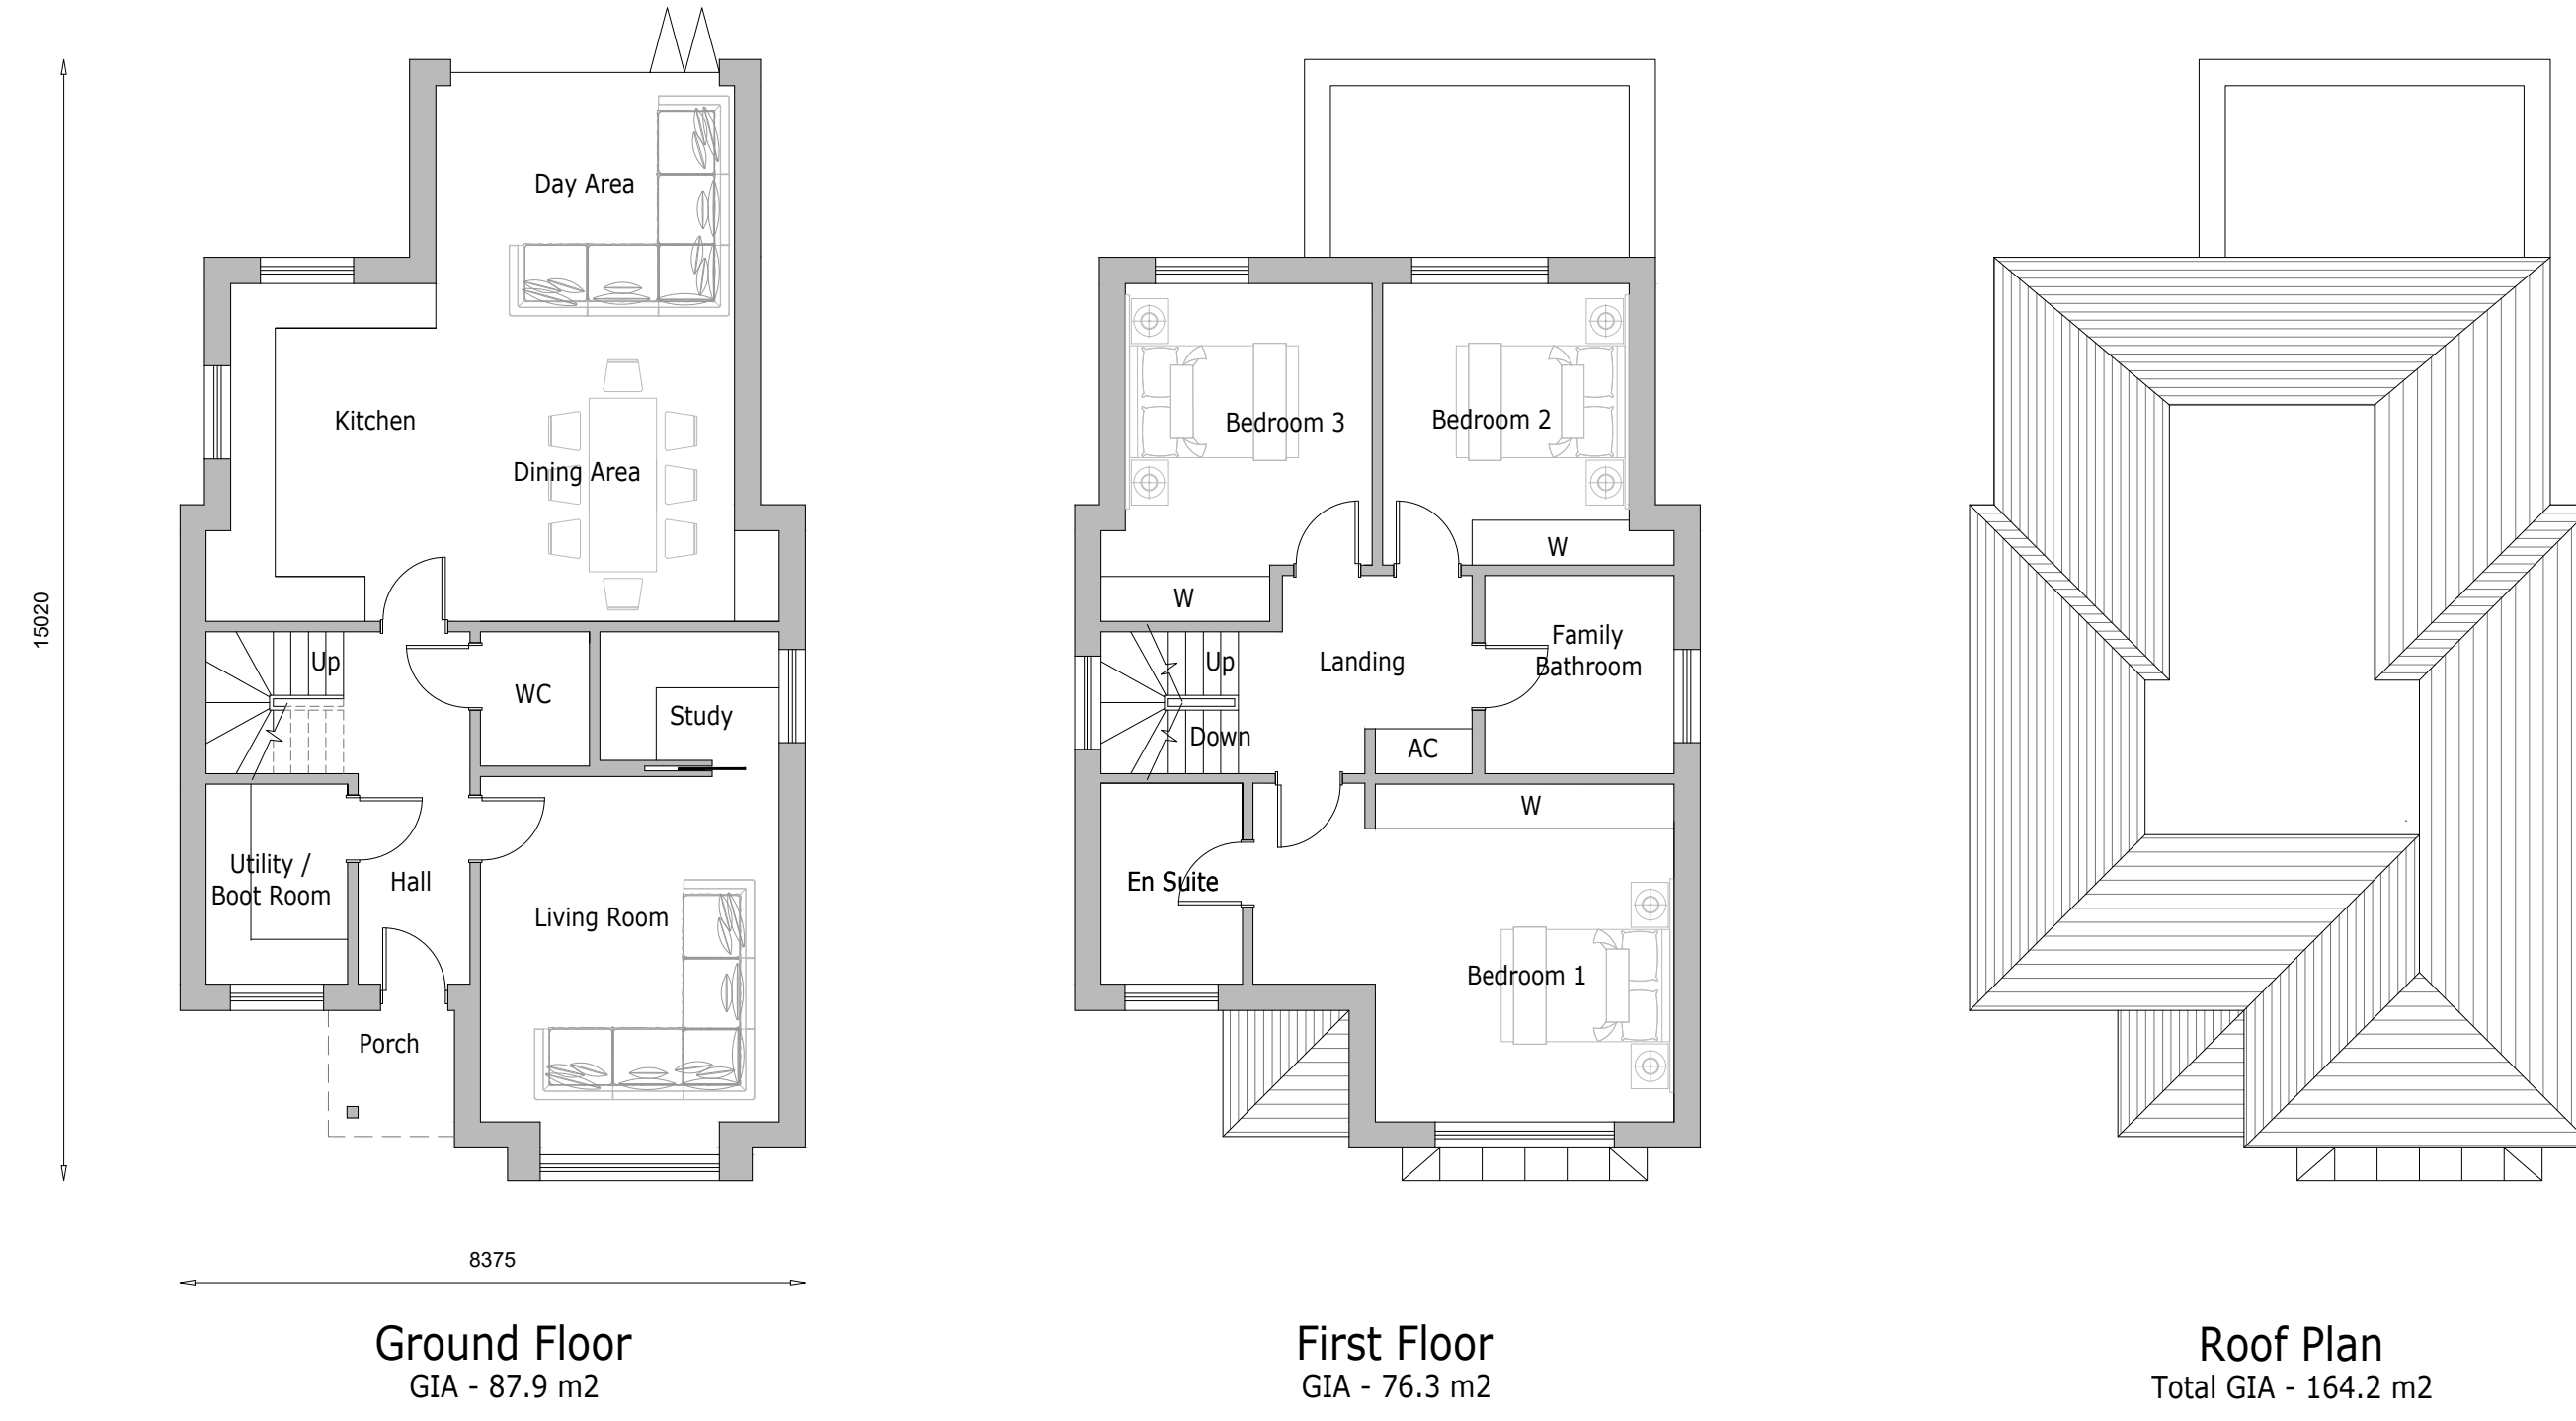 15020
Day Area
Kitchen
Dining Area
Up
WC
Study
Utility /
Boot Room
Hall
Living Room
Porch
8375
Ground Floor
GIA - 87.9 m2
Bedroom 3
Bedroom 2
W
W
Up
Landing
Family
Bathroom
Down
AC
W
En Suite
Bedroom 1
First Floor
GIA - 76.3 m2
Roof Plan
Total GIA - 164.2 m2